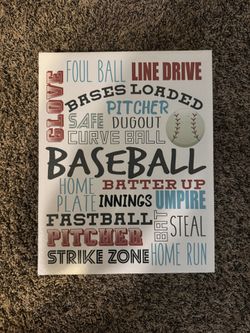 GLOVE
FOUL BALL LINE DRIVE
BASES LOADED
PITCHER
SAFE DUGOUT
CURVE BALL
BASEBALL
HOME BATTER UP
PLATE INNINGS UMPIRE
FASTBALL BAT STEAL
PITCHER
STRIKE ZONE HOME RUN